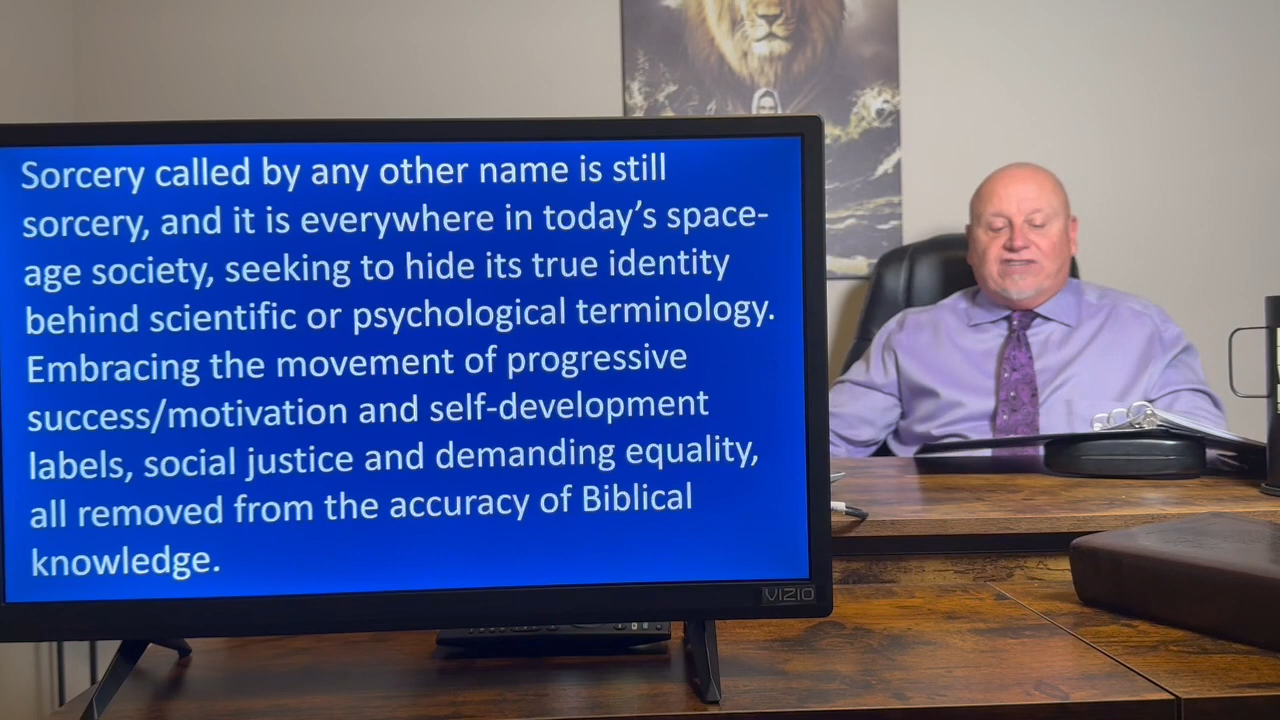 Sorcery called by any other name is still
sorcery, and it is everywhere in today’s space-
age society, seeking to hide its true identity
behind scientific or psychological terminology.
Embracing the movement of progressive
success/motivation and self-development
labels, social justice and demanding equality,
all removed from the accuracy of Biblical
knowledge.
VIZIO